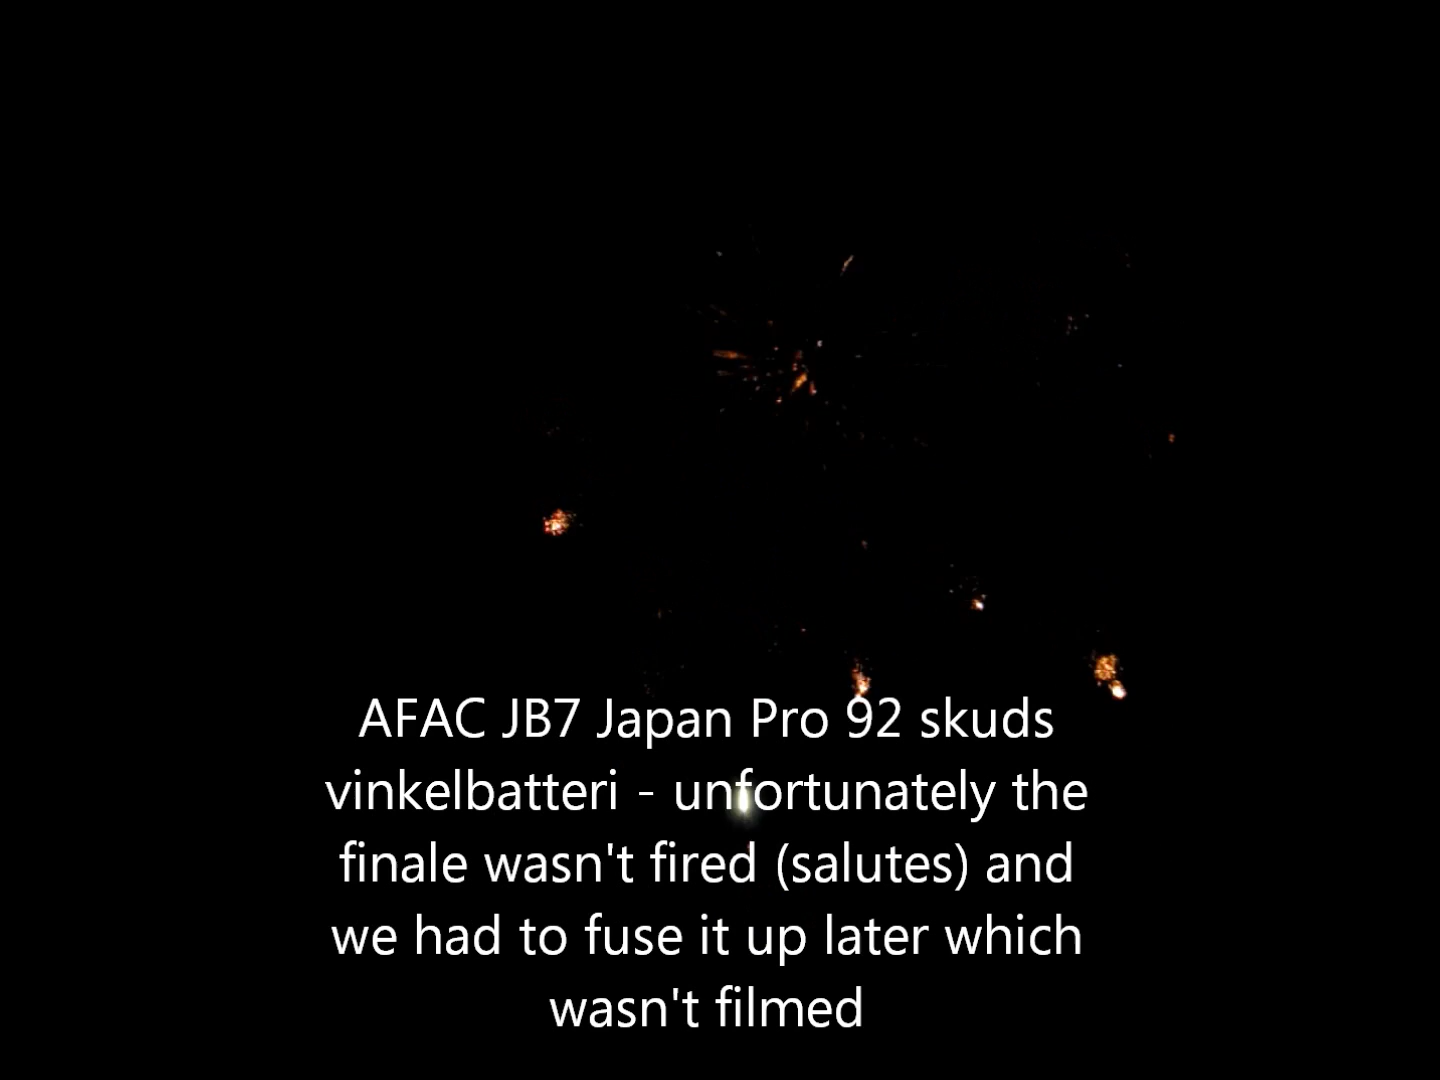 AFAC JB7 Japan Pro 92 skuds
vinkelbatteri - unfortunately the
finale wasn't fired (salutes) and
we had to fuse it up later which
wasn't filmed